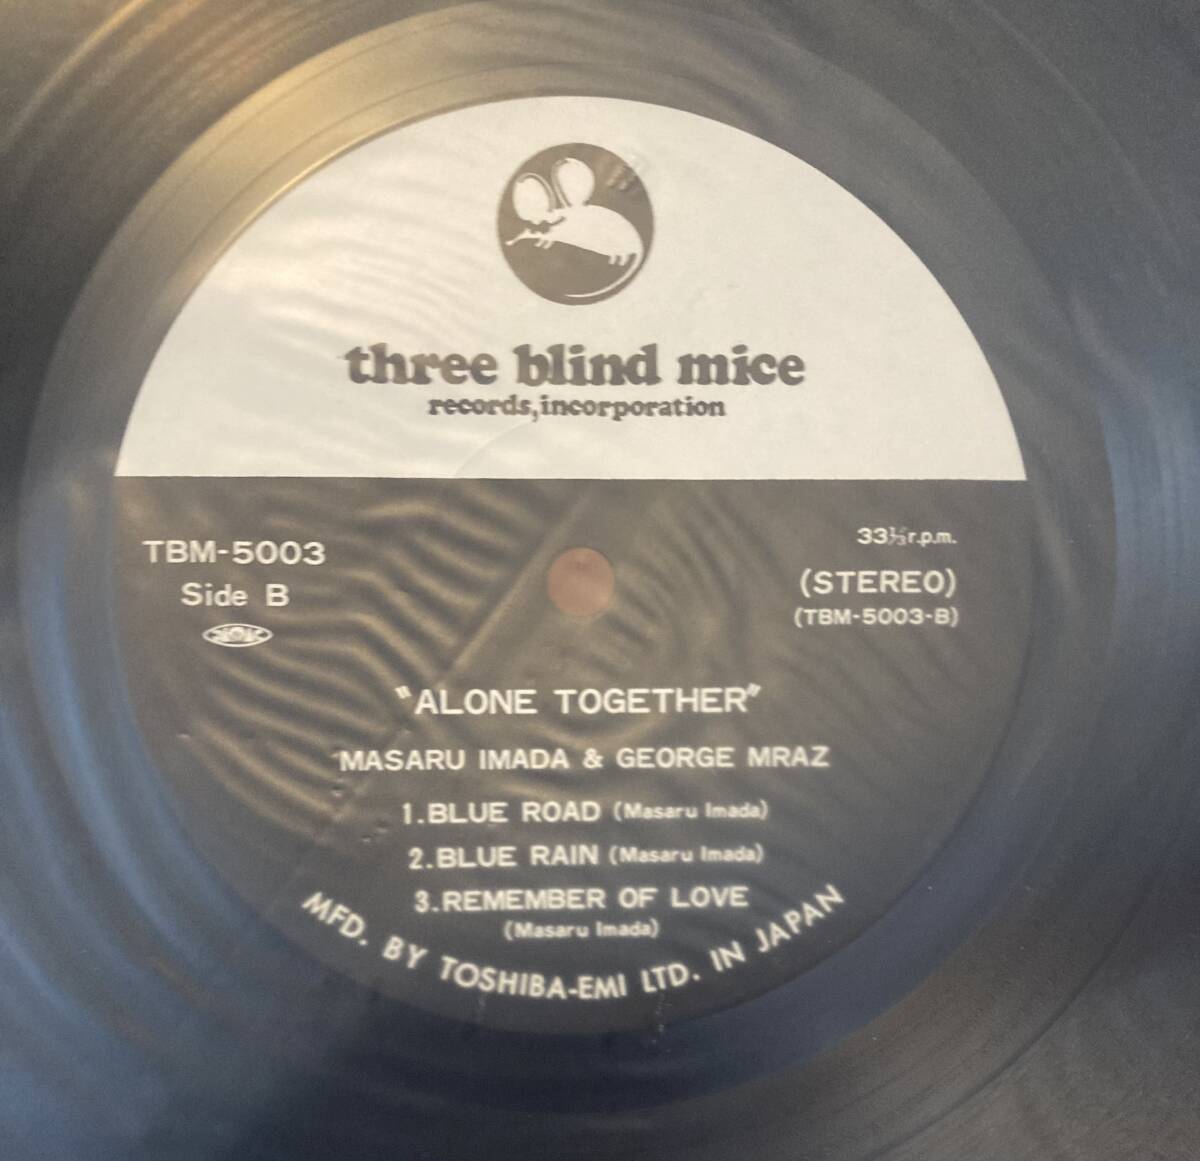 three blind mice
records, incorporation
TBM-5003
Side B
33⅓ r.p.m.
(STEREO)
(TBM-5003-B)
"ALONE TOGETHER"
MASARU IMADA & GEORGE MRAZ
1. BLUE ROAD (Masaru Imada)
2. BLUE RAIN (Masaru Imada)
3. REMEMBER OF LOVE
(Masaru Imada)
MFD. BY TOSHIBA-EMI LTD. IN JAPAN